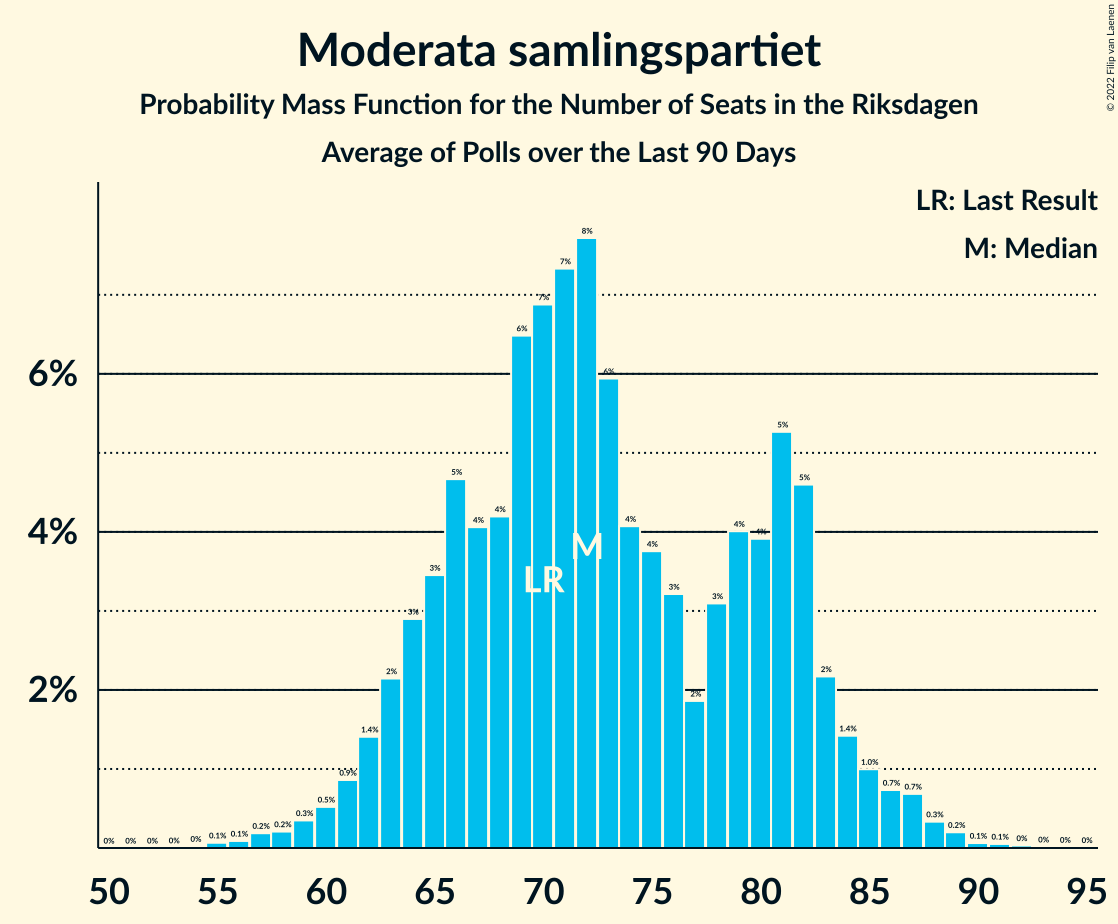 Moderata samlingspartiet
Probability Mass Function for the Number of Seats in the Riksdagen
Average of Polls over the Last 90 Days
© 2022 Filip van Laenen
LR: Last Result
M: Median
6%
4%
2%
0% 0% 0% 0% 0% 0.1% 0.1% 0.2% 0.2% 0.3% 0.5% 0.9% 1.4% 2% 3% 3% 5% 4% 4% 6% 7% 7% 8% 6% 4% 4% 3% 2% 3% 4% 4% 5% 5% 2% 1.4% 1.0% 0.7% 0.7% 0.3% 0.2% 0.1% 0.1% 0% 0% 0% 0%
M
LR
50 55 60 65 70 75 80 85 90 95